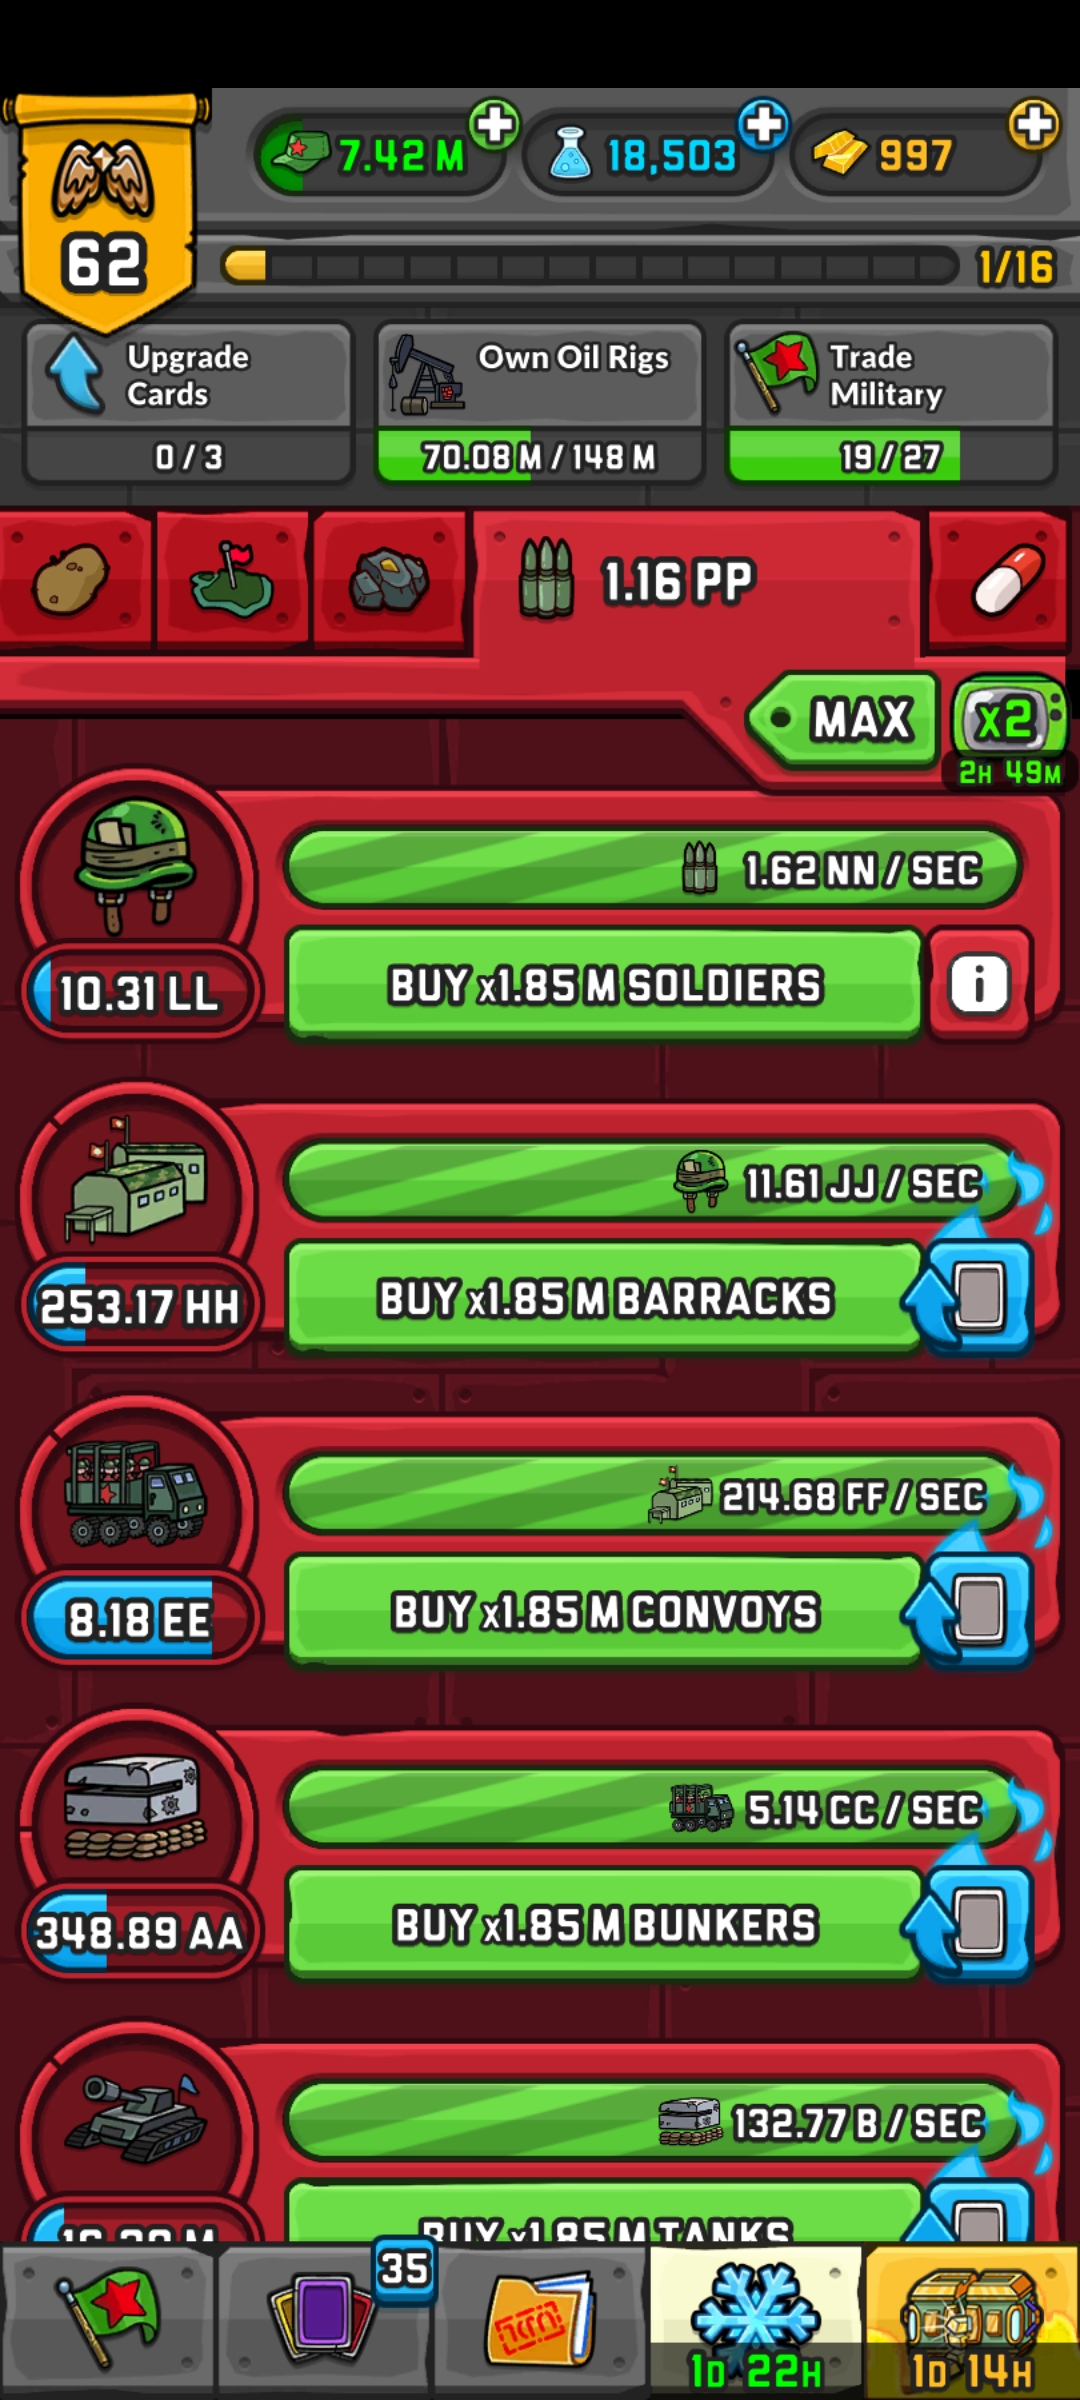 62
7.42 M
18,503
997
1/16
Upgrade
Cards
0 / 3
Own Oil Rigs
70.08 M / 148 M
Trade
Military
19 / 27
1.16 PP
MAX
x2
2H 49M
1.62 NN / SEC
10.31 LL
BUY x1.85 M SOLDIERS
i
11.61 JJ / SEC
253.17 HH
BUY x1.85 M BARRACKS
214.68 FF / SEC
8.18 EE
BUY x1.85 M CONVOYS
5.14 CC / SEC
348.89 AA
BUY x1.85 M BUNKERS
132.77 B / SEC
BUY x1.85 M TANKS
35
1D 22H
1D 14H